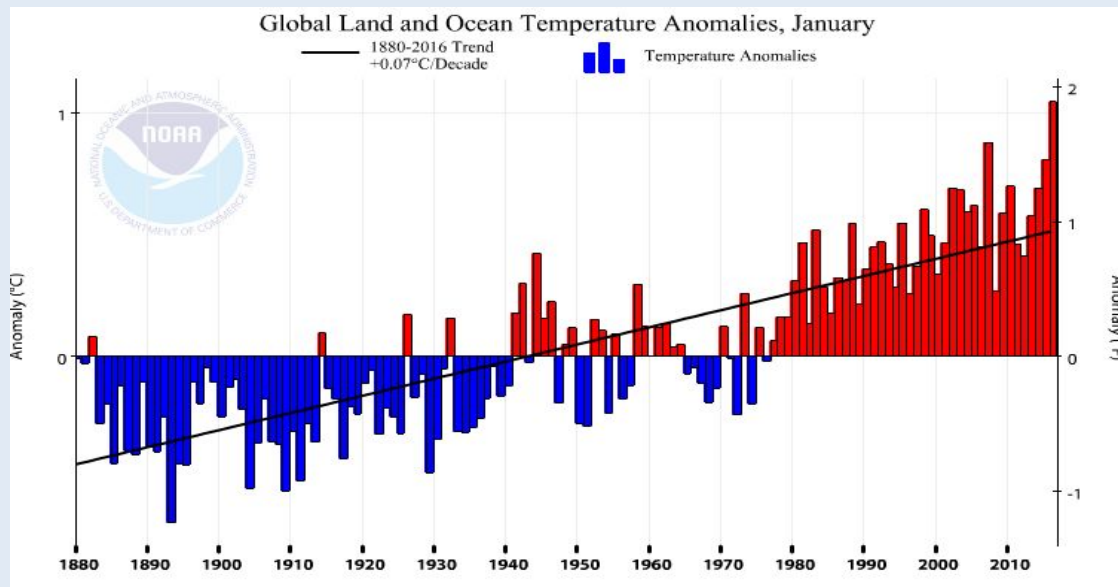 Global Land and Ocean Temperature Anomalies, January
1880-2016 Trend
+0.07°C/Decade
Temperature Anomalies
NATIONAL OCEANIC AND ATMOSPHERIC ADMINISTRATION
NOAA
U.S. DEPARTMENT OF COMMERCE
Anomaly (°C)
1
0
2
1
0
-1
Anomaly (°F)
1880 1890 1900 1910 1920 1930 1940 1950 1960 1970 1980 1990 2000 2010